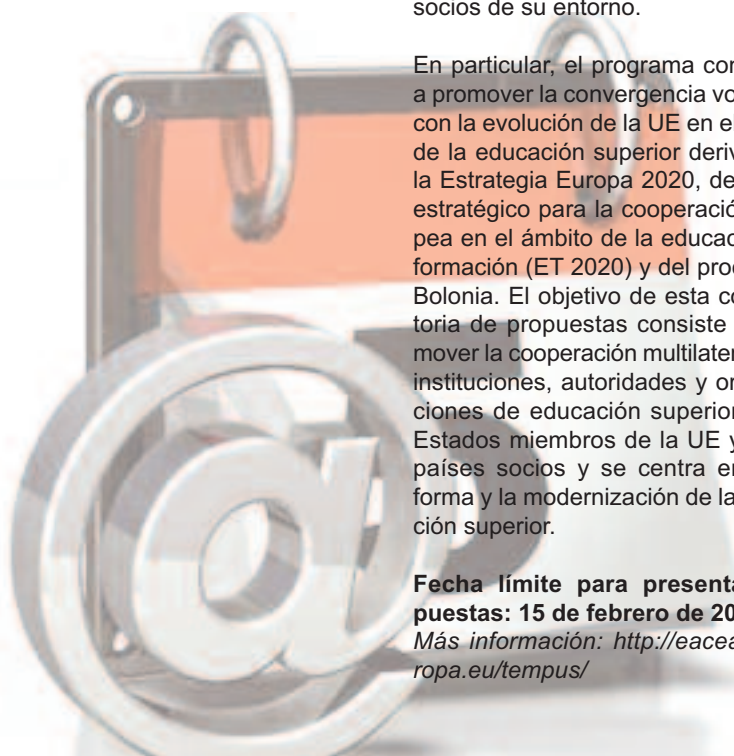 socios de su entorno.
En particular, el programa con
a promover la convergencia vo
con la evolución de la UE en el
de la educación superior deriv
la Estrategia Europa 2020, de
estratégico para la cooperació
pea en el ámbito de la educac
formación (ET 2020) y del proc
Bolonia. El objetivo de esta co
toria de propuestas consiste
mover la cooperación multilater
instituciones, autoridades y or
ciones de educación superior
Estados miembros de la UE y
países socios y se centra en
forma y la modernización de la
ción superior.
Fecha límite para presenta
puestas: 15 de febrero de 20
Más información: http://eacea
ropa.eu/tempus/